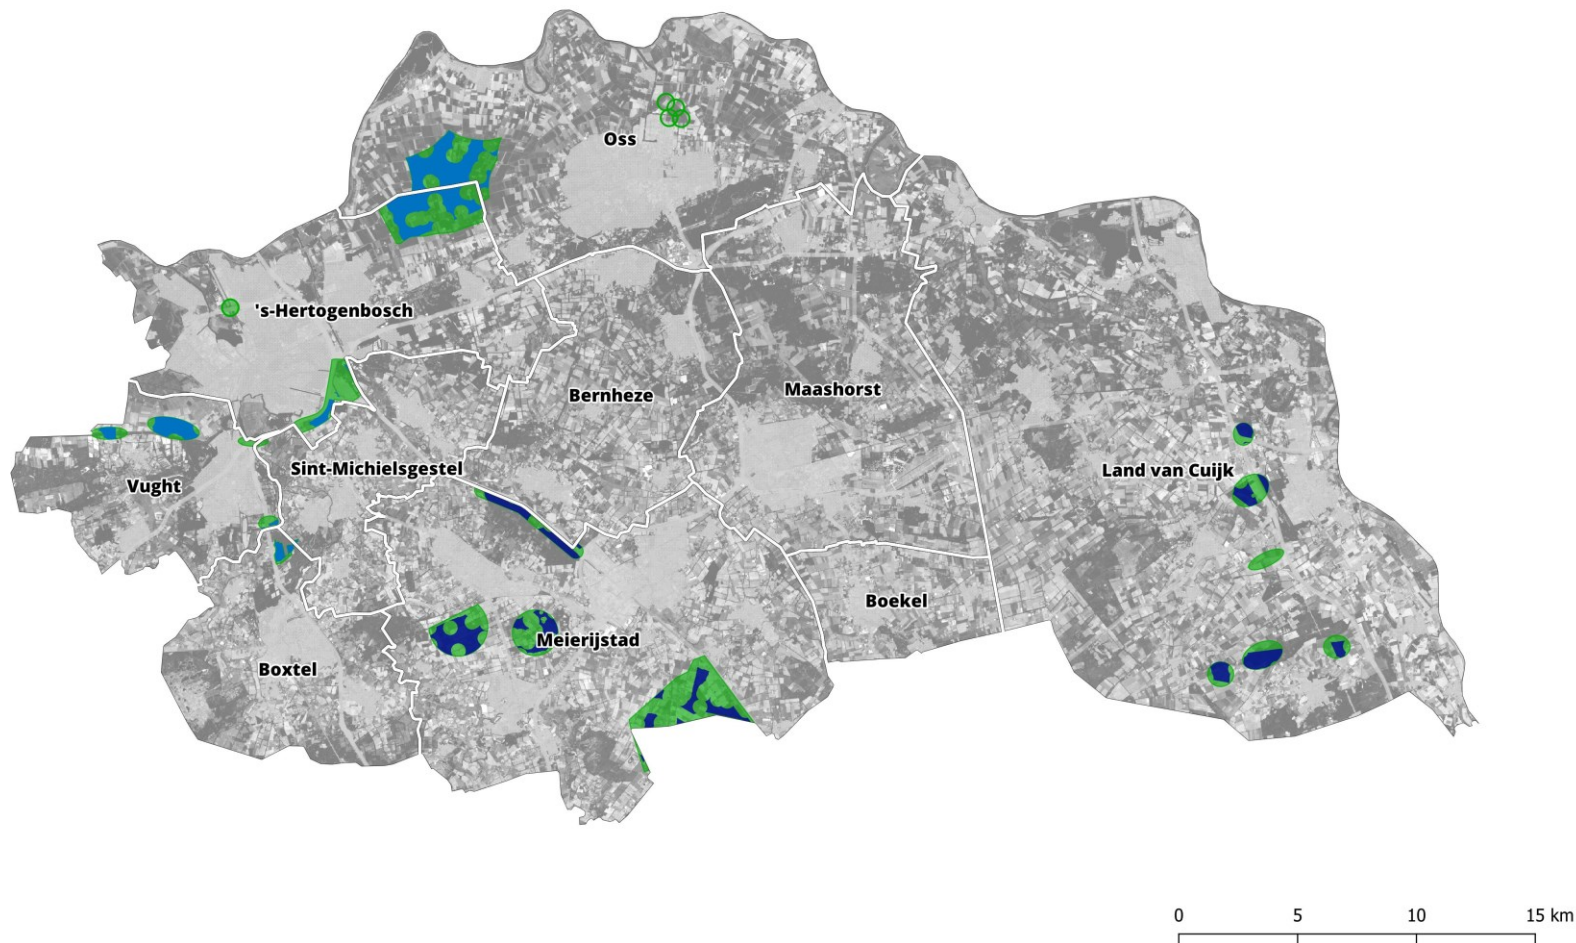 Oss
's-Hertogenbosch
Bernheze
Maashorst
Sint-Michielsgestel
Land van Cuijk
Vught
Boekel
Meierijstad
Boxtel
0 5 10 15 km